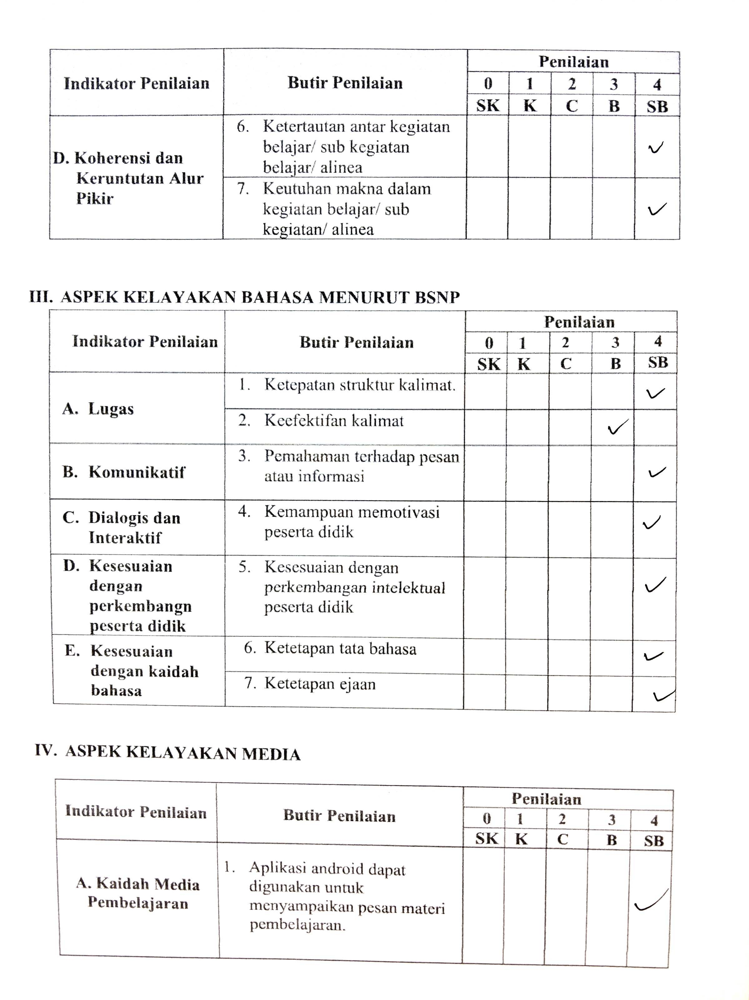 Indikator Penilaian
Butir Penilaian
Penilaian
0 1 2 3 4
SK K C B SB
D. Koherensi dan
Keruntutan Alur
Pikir
6. Ketertautan antar kegiatan
belajar/ sub kegiatan
belajar/ alinea
✓
7. Keutuhan makna dalam
kegiatan belajar/ sub
kegiatan/ alinea
✓
III. ASPEK KELAYAKAN BAHASA MENURUT BSNP
Indikator Penilaian
Butir Penilaian
Penilaian
0 1 2 3 4
SK K C B SB
A. Lugas
1. Ketepatan struktur kalimat.
✓
2. Keefektifan kalimat
✓
B. Komunikatif
3. Pemahaman terhadap pesan
atau informasi
✓
C. Dialogis dan
Interaktif
4. Kemampuan memotivasi
peserta didik
✓
D. Kesesuaian
dengan
perkembangn
peserta didik
5. Kesesuaian dengan
perkembangan intelektual
peserta didik
✓
E. Kesesuaian
dengan kaidah
bahasa
6. Ketetapan tata bahasa
✓
7. Ketetapan ejaan
✓
IV. ASPEK KELAYAKAN MEDIA
Indikator Penilaian
Butir Penilaian
Penilaian
0 1 2 3 4
SK K C B SB
A. Kaidah Media
Pembelajaran
1. Aplikasi android dapat
digunakan untuk
menyampaikan pesan materi
pembelajaran.
✓